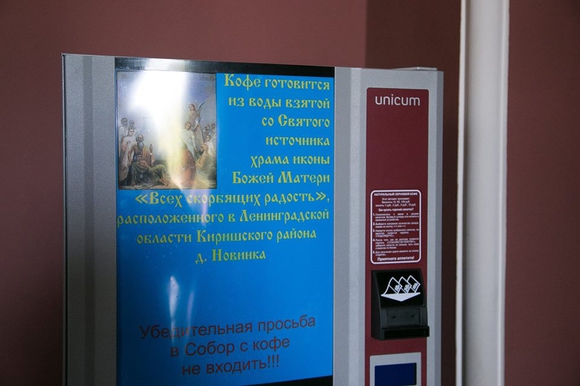 Кофе готовится
из воды взятой
со Святого
источника
храма иконы
Божей Матери
«Всех скорбящих радость»,
расположенного в Ленинградской
области Киришского района
д. Новинка
Убедительная просьба
в Собор с кофе
не входить!!!
unicum